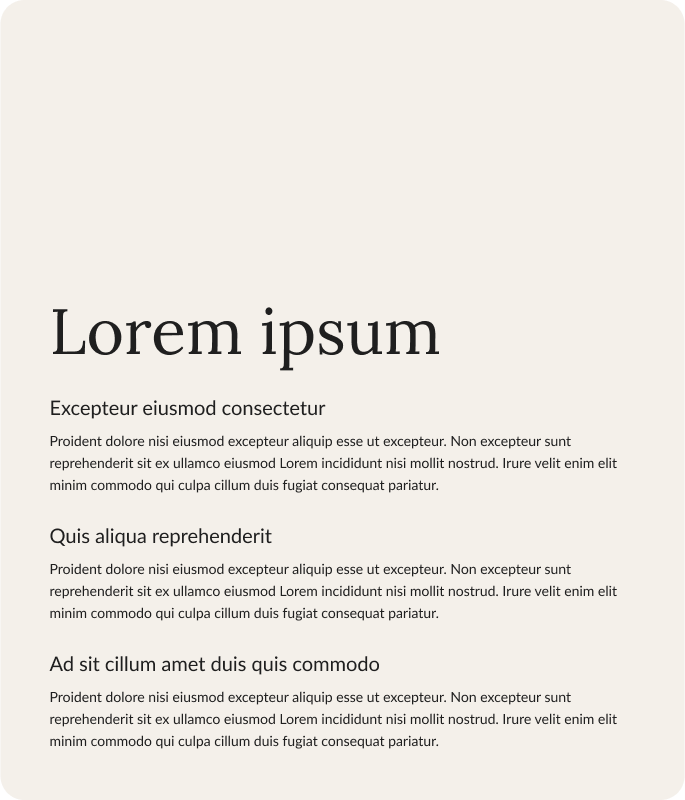 Lorem ipsum
Excepteur eiusmod consectetur
Proident dolore nisi eiusmod excepteur aliquip esse ut excepteur. Non excepteur sunt
reprehenderit sit ex ullamco eiusmod Lorem incididunt nisi mollit nostrud. Irure velit enim elit
minim commodo qui culpa cillum duis fugiat consequat pariatur.
Quis aliqua reprehenderit
Proident dolore nisi eiusmod excepteur aliquip esse ut excepteur. Non excepteur sunt
reprehenderit sit ex ullamco eiusmod Lorem incididunt nisi mollit nostrud. Irure velit enim elit
minim commodo qui culpa cillum duis fugiat consequat pariatur.
Ad sit cillum amet duis quis commodo
Proident dolore nisi eiusmod excepteur aliquip esse ut excepteur. Non excepteur sunt
reprehenderit sit ex ullamco eiusmod Lorem incididunt nisi mollit nostrud. Irure velit enim elit
minim commodo qui culpa cillum duis fugiat consequat pariatur.